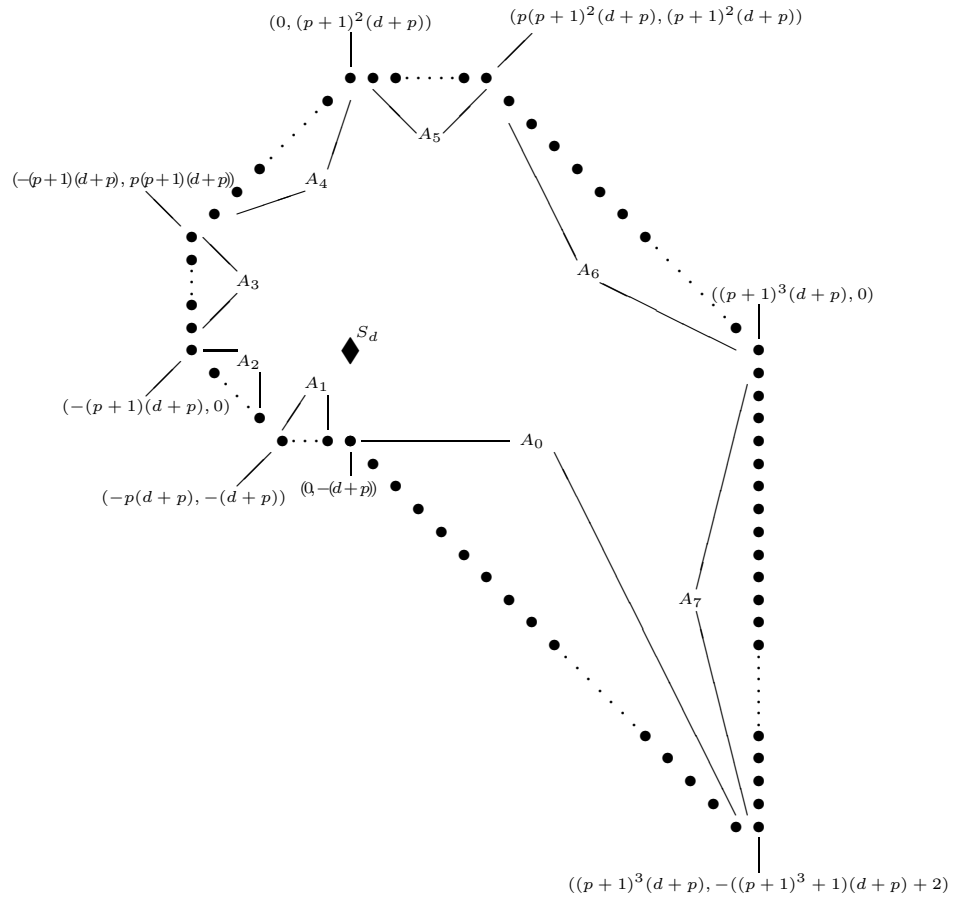 (0, (p + 1)^2(d + p))
(p(p + 1)^2(d + p), (p + 1)^2(d + p))
A_5
(−(p+1)(d+p), p(p+1)(d+p))
A_4
A_6
A_3
((p + 1)^3(d + p), 0)
S_d
A_2
A_1
(−(p + 1)(d + p), 0)
A_0
(−p(d + p), −(d + p))
(0, −(d+p))
A_7
((p + 1)^3(d + p), −((p + 1)^3 + 1)(d + p) + 2)